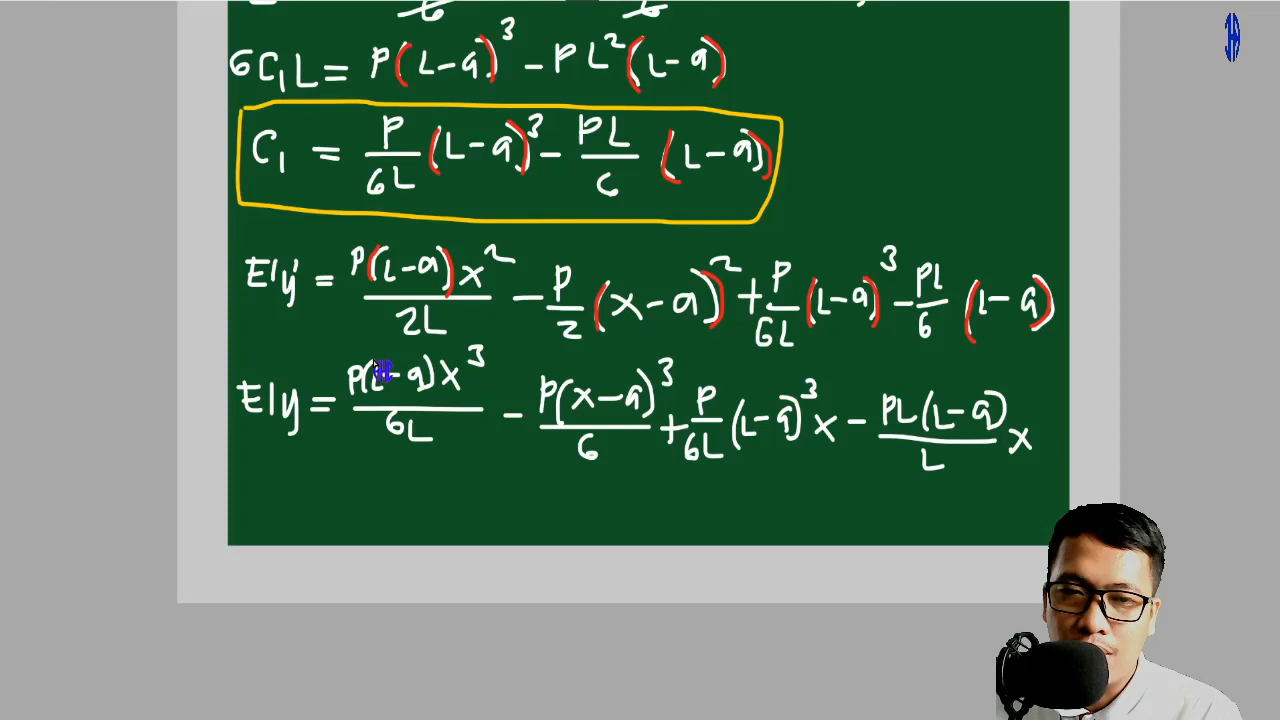 6C₁L = P(L-a)³ - PL²(L-a)
C₁ = P/6L (L-a)³ - PL/6 (L-a)
EIy' = P(L-a)x²/2L - P/2 (x-a)² + P/6L (L-a)³ - PL/6 (L-a)
EIy = P(L-a)x³/6L - P(x-a)³/6 + P/6L (L-a)³x - PL(L-a)/L x